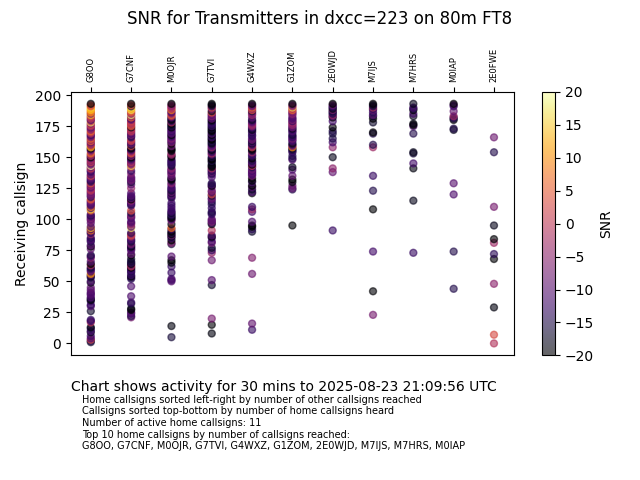 SNR for Transmitters in dxcc=223 on 80m FT8
G8OO G7CNF M0OJR G7TVI G4WXZ G1ZOM 2E0WJD M7IJS M7HRS M0IAP 2E0FWE
200
175
150
125
100
75
50
25
0
Receiving callsign
20
15
10
5
0
−5
−10
−15
−20
SNR
Chart shows activity for 30 mins to 2025-08-23 21:09:56 UTC
Home callsigns sorted left-right by number of other callsigns reached
Callsigns sorted top-bottom by number of home callsigns heard
Number of active home callsigns: 11
Top 10 home callsigns by number of callsigns reached:
G8OO, G7CNF, M0OJR, G7TVI, G4WXZ, G1ZOM, 2E0WJD, M7IJS, M7HRS, M0IAP